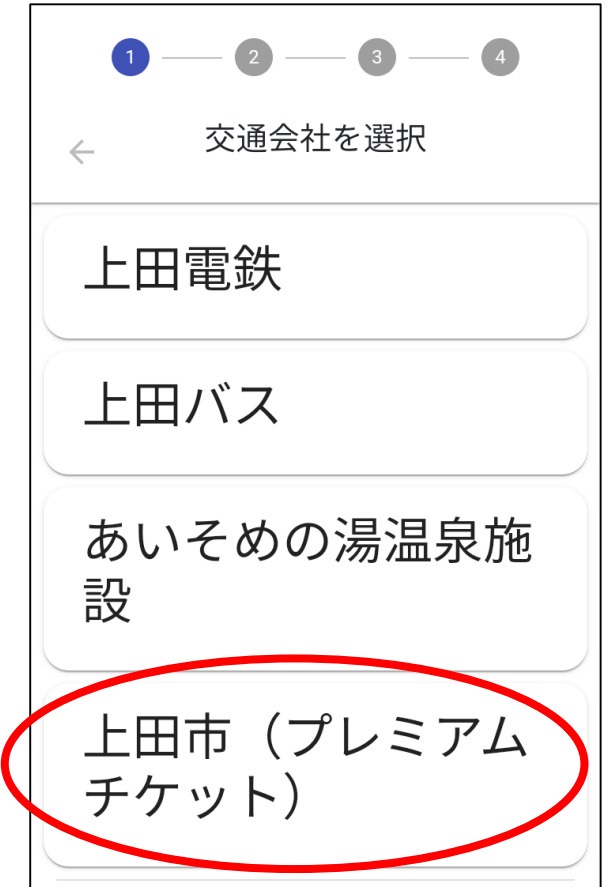 1 2 3 4
交通会社を選択
上田電鉄
上田バス
あいそめの湯温泉施
設
上田市（プレミアム
チケット）